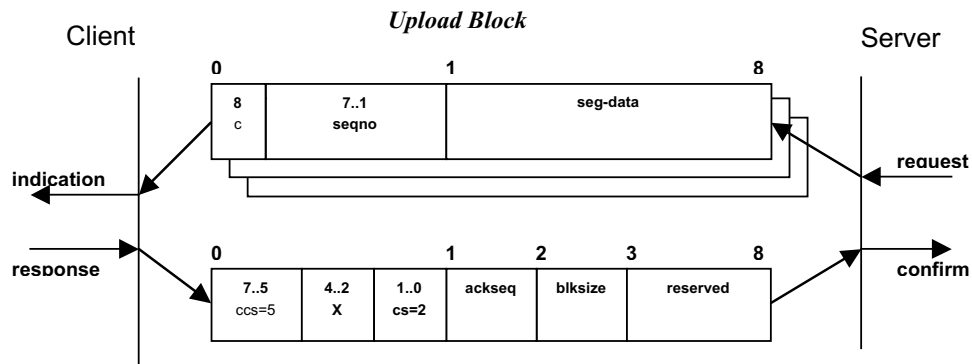 Upload Block
Client
Server
0 1 8
8 7..1 seg-data
c seqno
indication
request
0 1 2 3 8
response
confirm
7..5 4..2 1..0 ackseq blksize reserved
ccs=5 X cs=2